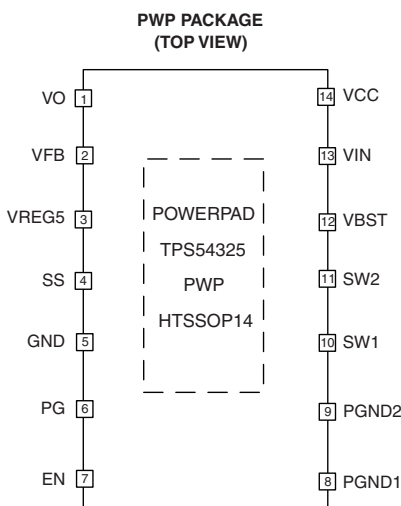 PWP PACKAGE
(TOP VIEW)
VO 1
VFB 2
VREG5 3
SS 4
GND 5
PG 6
EN 7
POWERPAD
TPS54325
PWP
HTSSOP14
14 VCC
13 VIN
12 VBST
11 SW2
10 SW1
9 PGND2
8 PGND1